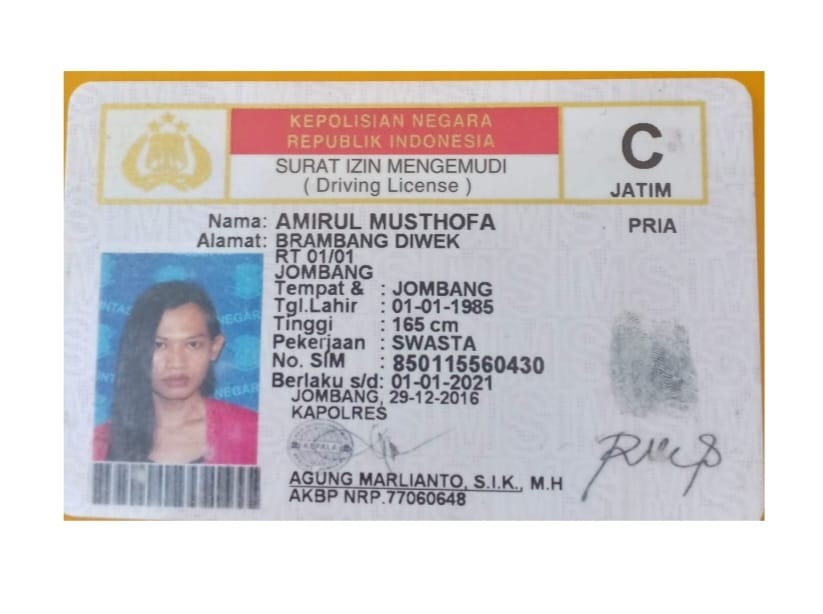 KEPOLISIAN NEGARA
REPUBLIK INDONESIA
SURAT IZIN MENGEMUDI
( Driving License )
C
JATIM
PRIA
Nama: AMIRUL MUSTHOFA
Alamat: BRAMBANG DIWEK
RT 01/01
JOMBANG
Tempat & : JOMBANG
Tgl.Lahir : 01-01-1985
Tinggi : 165 cm
Pekerjaan : SWASTA
No. SIM : 850115560430
Berlaku s/d: 01-01-2021
JOMBANG, 29-12-2016
KAPOLRES
AGUNG MARLIANTO, S.I.K., M.H
AKBP NRP.77060648